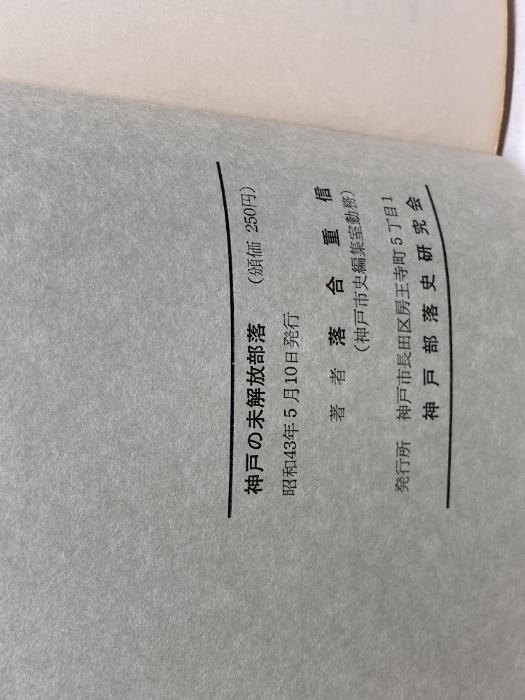 神戸の未解放部落 (頒価 250円)
昭和43年5月10日発行
著者 落合重信
(神戸市史編集室勤務)
発行所 神戸市長田区房王寺町5丁目1
神戸部落史研究会